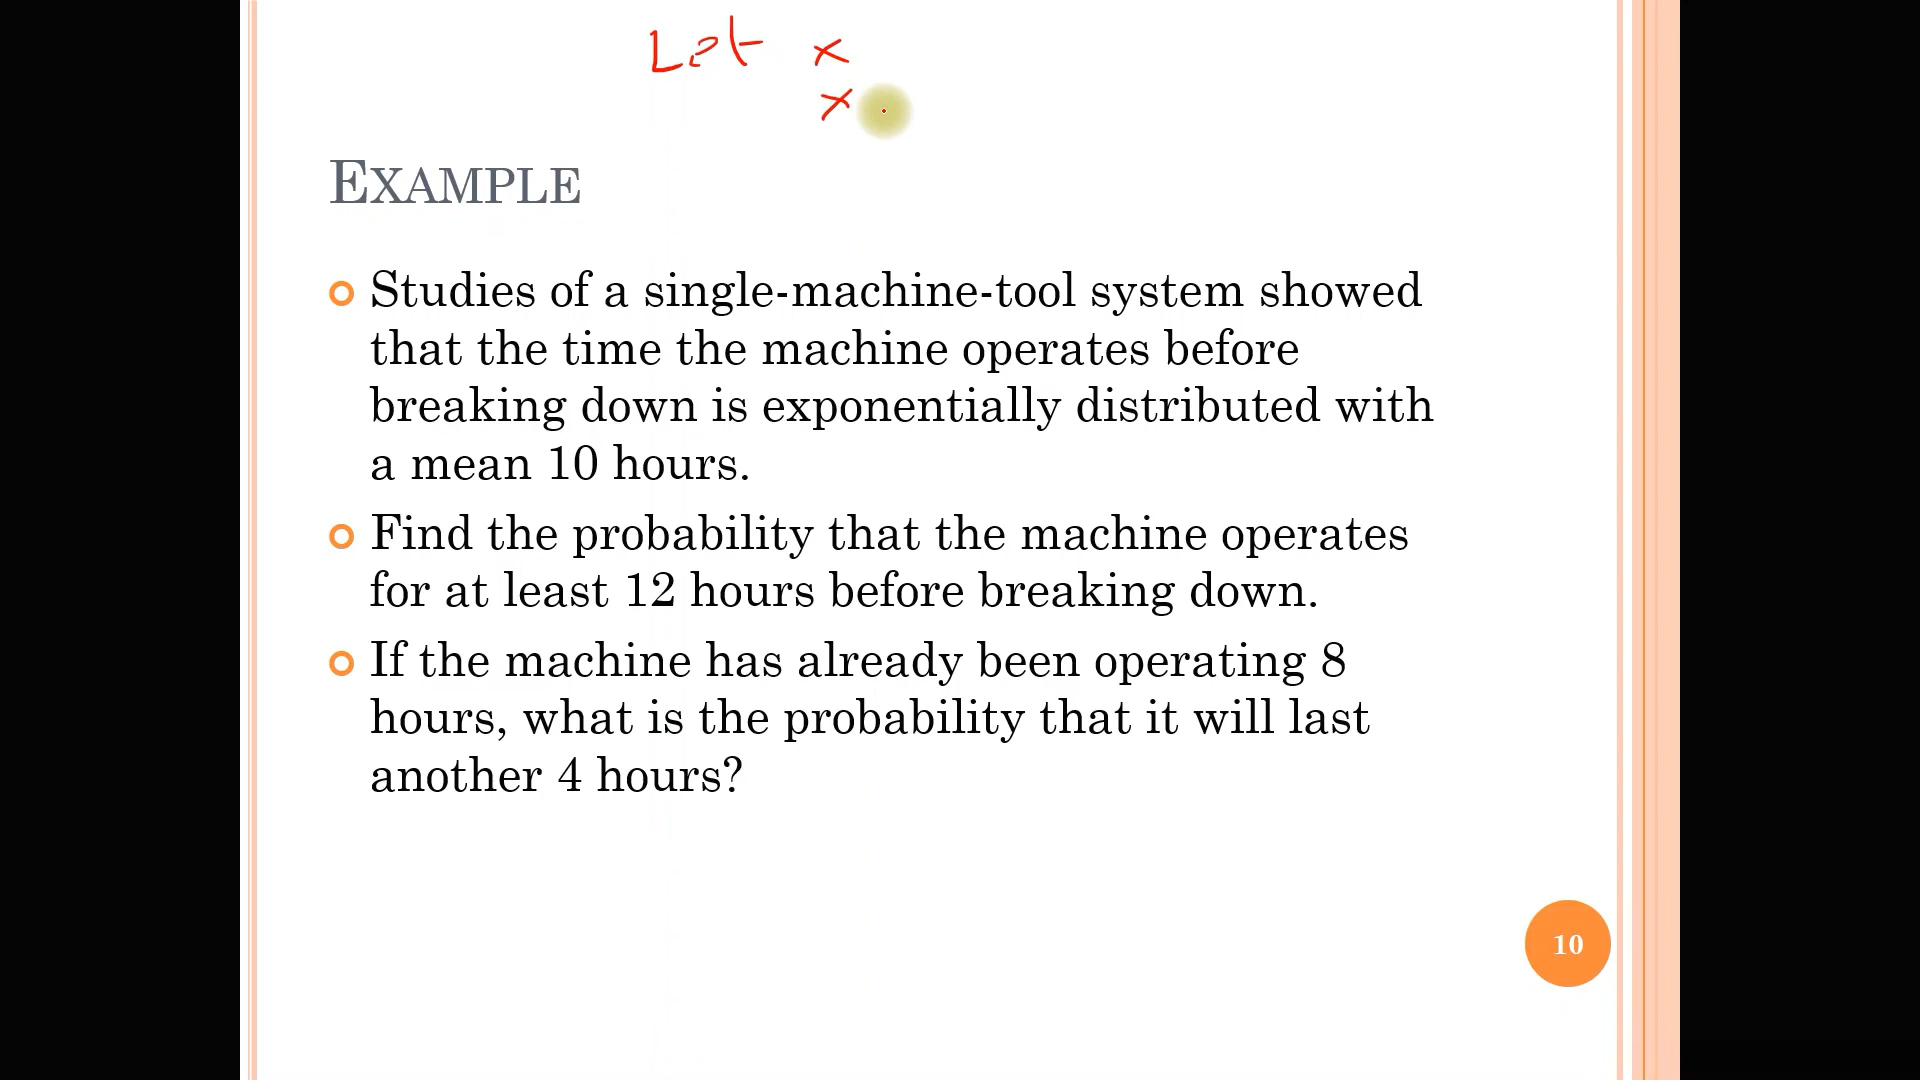 Let x
x
EXAMPLE
Studies of a single-machine-tool system showed
that the time the machine operates before
breaking down is exponentially distributed with
a mean 10 hours.
Find the probability that the machine operates
for at least 12 hours before breaking down.
If the machine has already been operating 8
hours, what is the probability that it will last
another 4 hours?
10